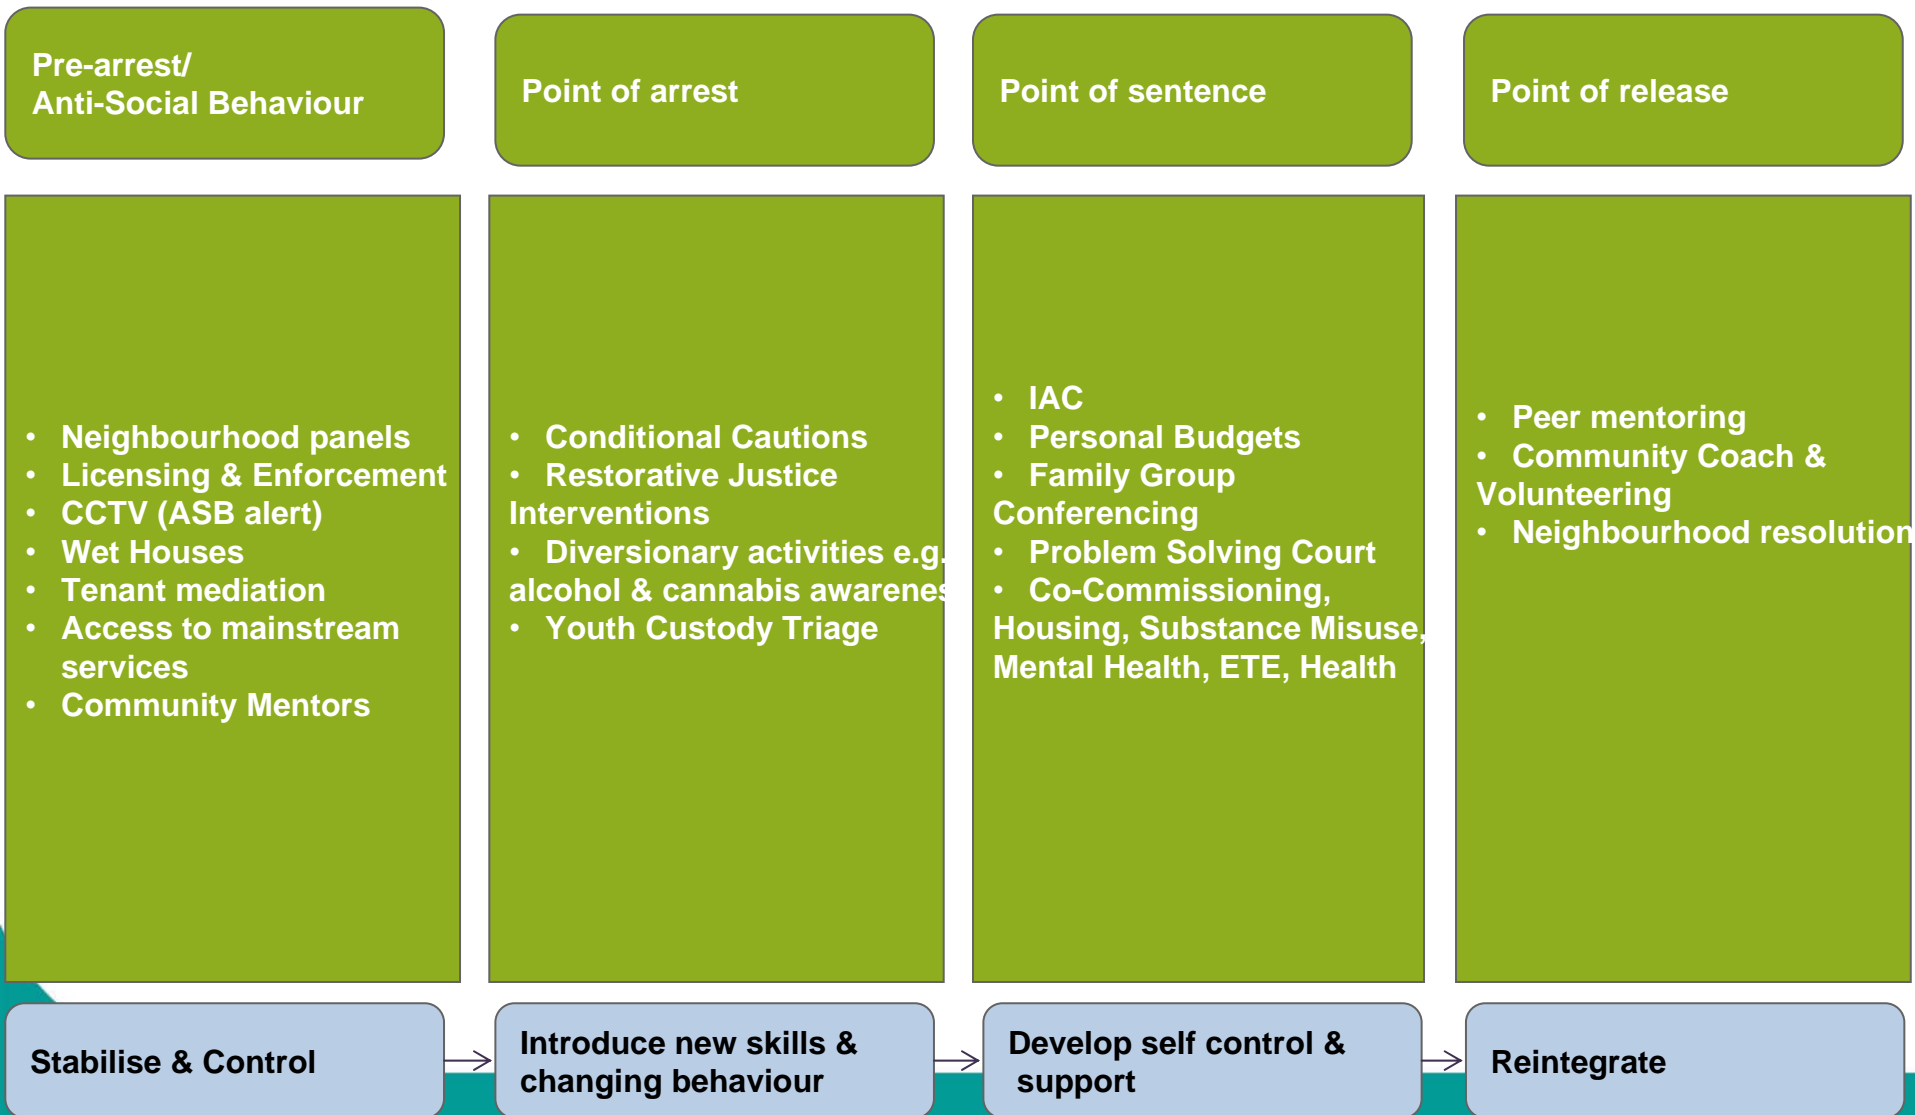 Pre-arrest/
Anti-Social Behaviour
Point of arrest
Point of sentence
Point of release
• Neighbourhood panels
• Licensing & Enforcement
• CCTV (ASB alert)
• Wet Houses
• Tenant mediation
• Access to mainstream
services
• Community Mentors
• Conditional Cautions
• Restorative Justice
Interventions
• Diversionary activities e.g.
alcohol & cannabis awarenes
• Youth Custody Triage
• IAC
• Personal Budgets
• Family Group
Conferencing
• Problem Solving Court
• Co-Commissioning,
Housing, Substance Misuse,
Mental Health, ETE, Health
• Peer mentoring
• Community Coach &
Volunteering
• Neighbourhood resolution
Stabilise & Control
Introduce new skills &
changing behaviour
Develop self control &
support
Reintegrate